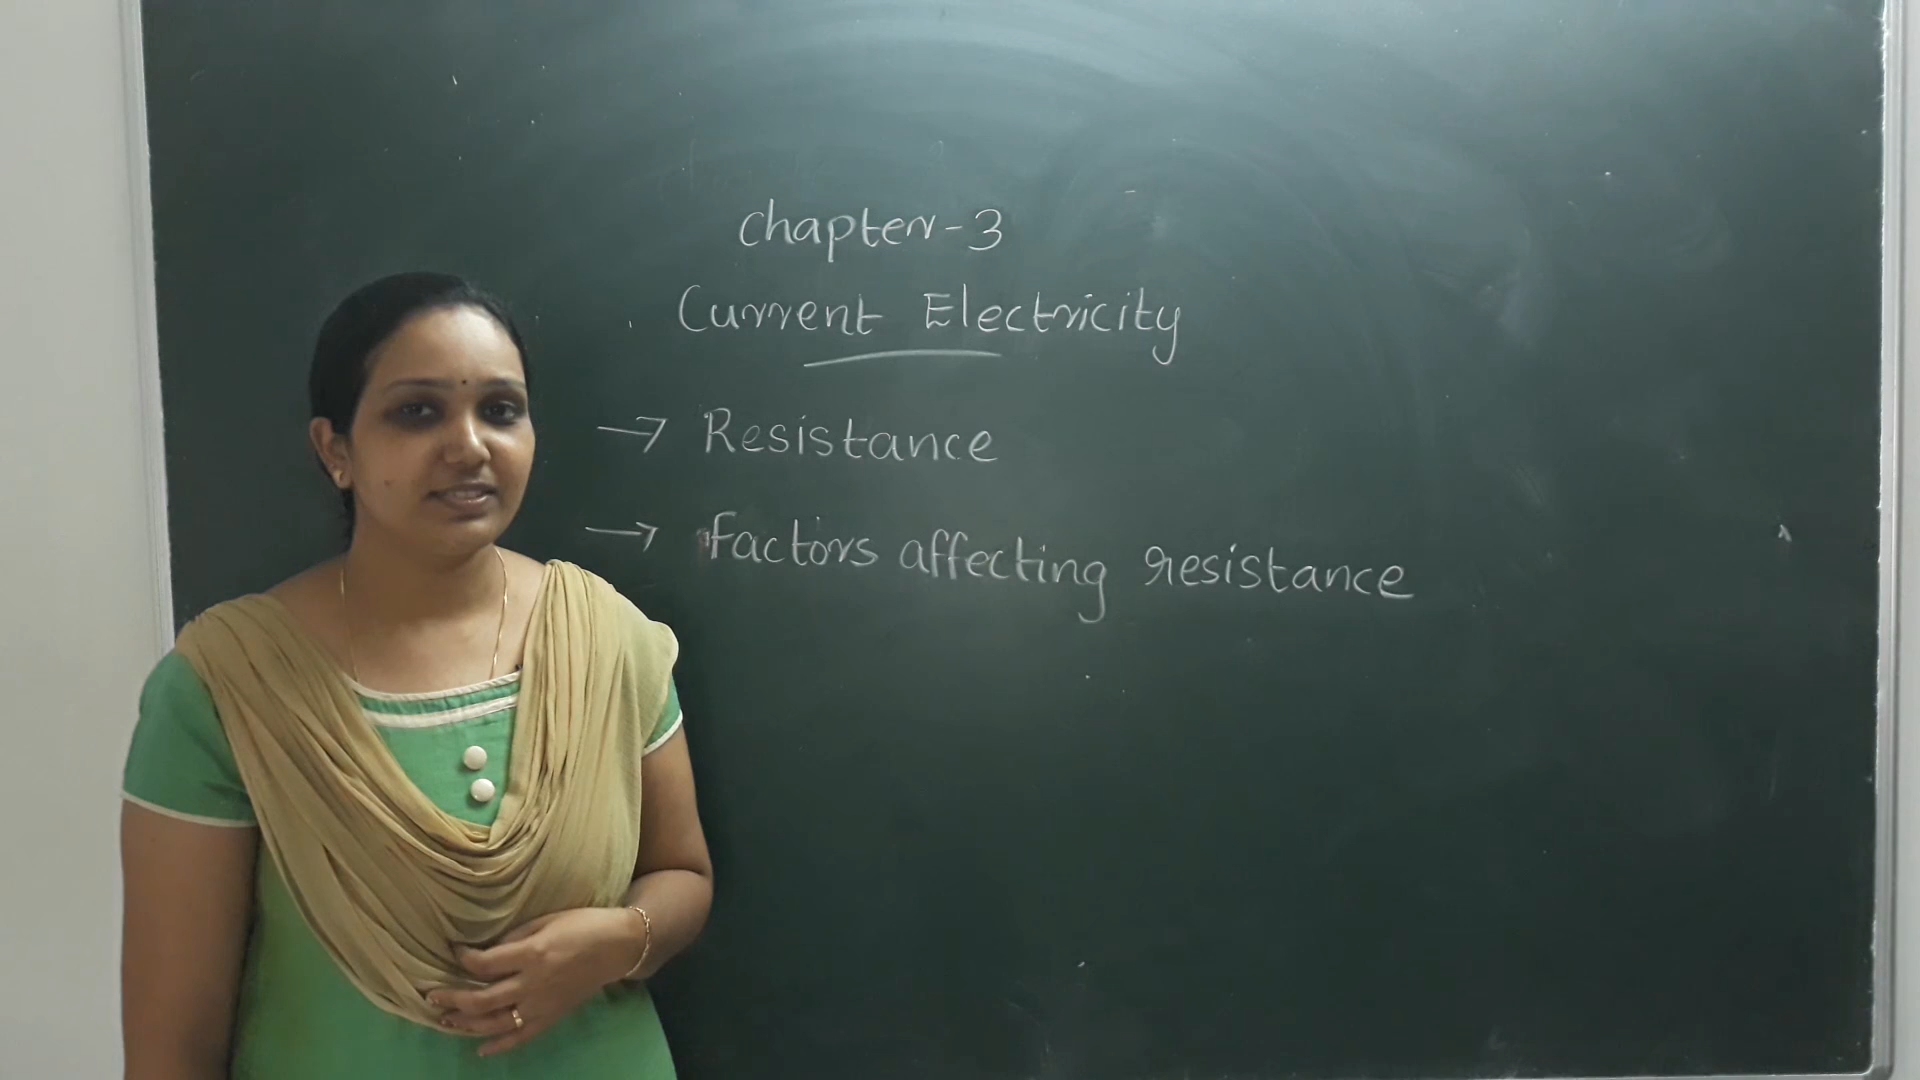 Chapter-3
Current Electricity
→ Resistance
→ Factors affecting resistance